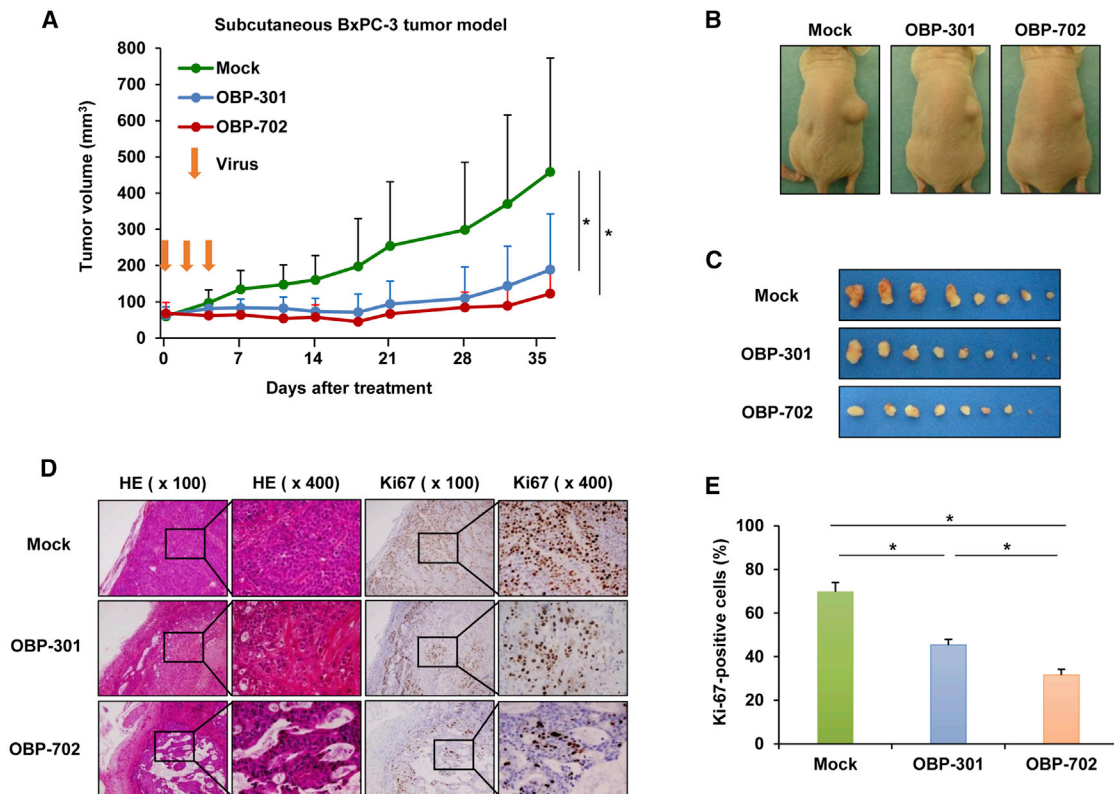 A
Subcutaneous BxPC-3 tumor model
Tumor volume (mm³)
800
700
600
500
400
300
200
100
0
Mock
OBP-301
OBP-702
Virus
*
*
0 7 14 21 28 35
Days after treatment
B
Mock OBP-301 OBP-702
C
Mock
OBP-301
OBP-702
D
HE ( x 100) HE ( x 400) Ki67 ( x 100) Ki67 ( x 400)
Mock
OBP-301
OBP-702
E
Ki-67-positive cells (%)
100
80
60
40
20
0
*
* *
Mock OBP-301 OBP-702